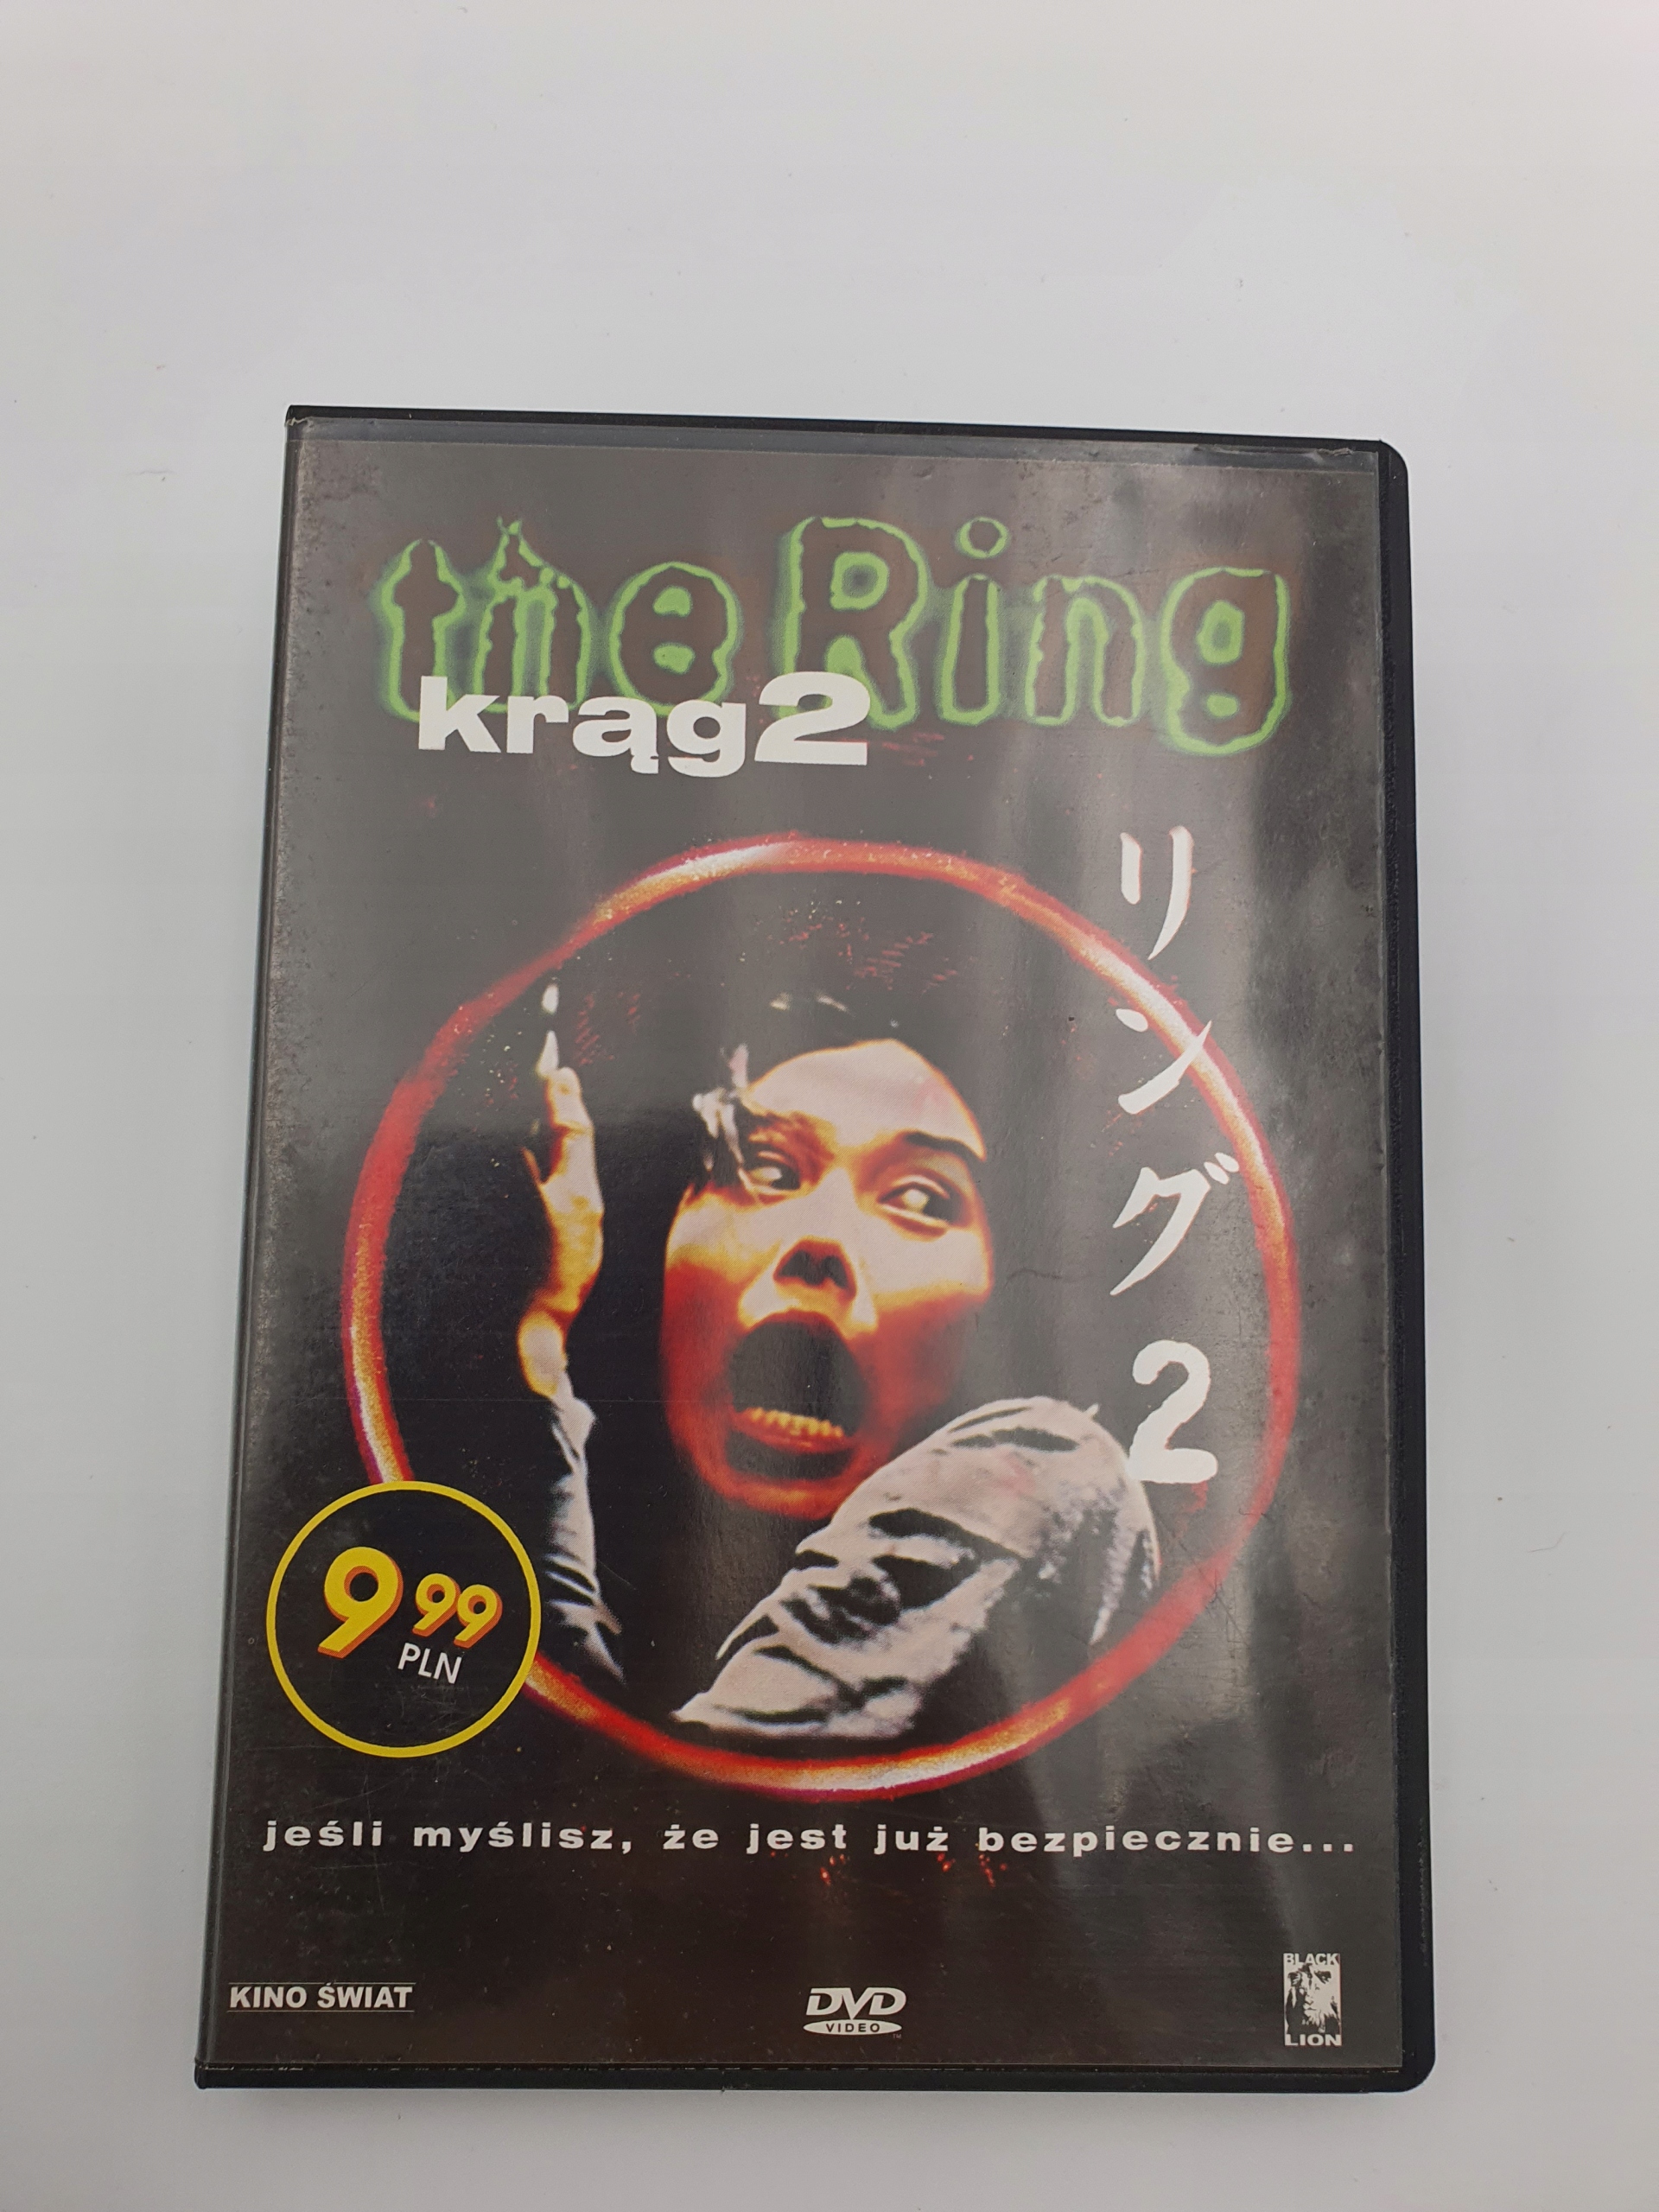 the Ring
krąg2
リング2
9 99
PLN
jeśli myślisz, że jest już bezpiecznie...
KINO ŚWIAT
DVD
VIDEO
TM
BLACK
LION